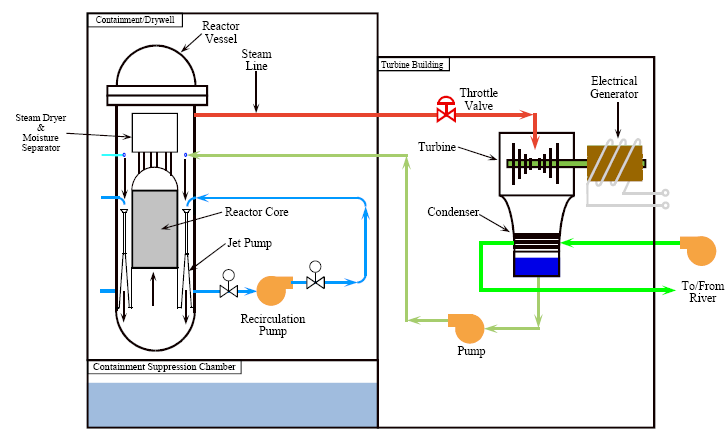 Containment/Drywell
Reactor
Vessel
Steam
Line
Turbine Building
Electrical
Generator
Throttle
Valve
Steam Dryer
&
Moisture
Separator
Turbine
Reactor Core
Condenser
Jet Pump
To/From
River
Recirculation
Pump
Pump
Containment Suppression Chamber